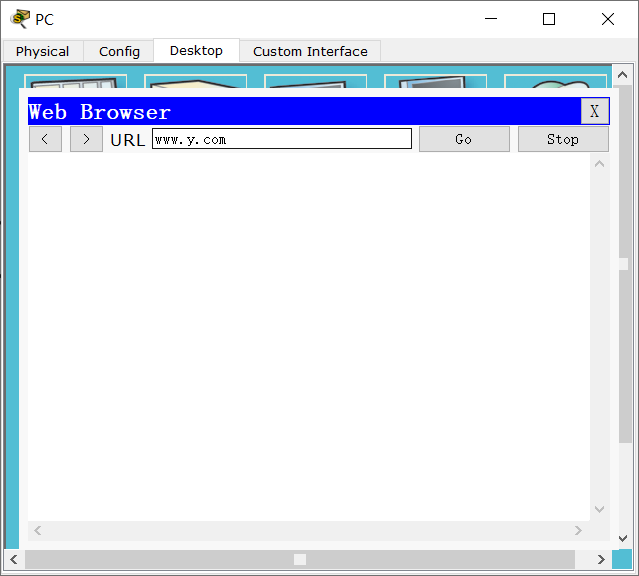 PC
Physical Config Desktop Custom Interface
Web Browser X
< > URL www.y.com Go Stop